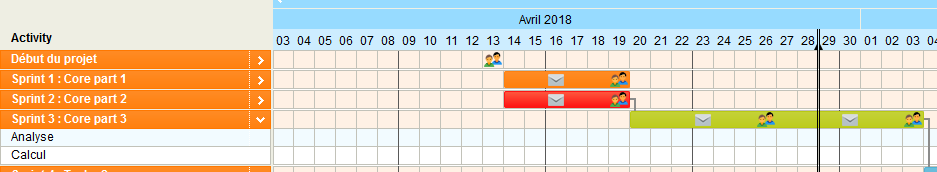 Avril 2018
Activity
03 04 05 06 07 08 09 10 11 12 13 14 15 16 17 18 19 20 21 22 23 24 25 26 27 28 29 30 01 02 03
Début du projet
Sprint 1 : Core part 1
Sprint 2 : Core part 2
Sprint 3 : Core part 3
Analyse
Calcul